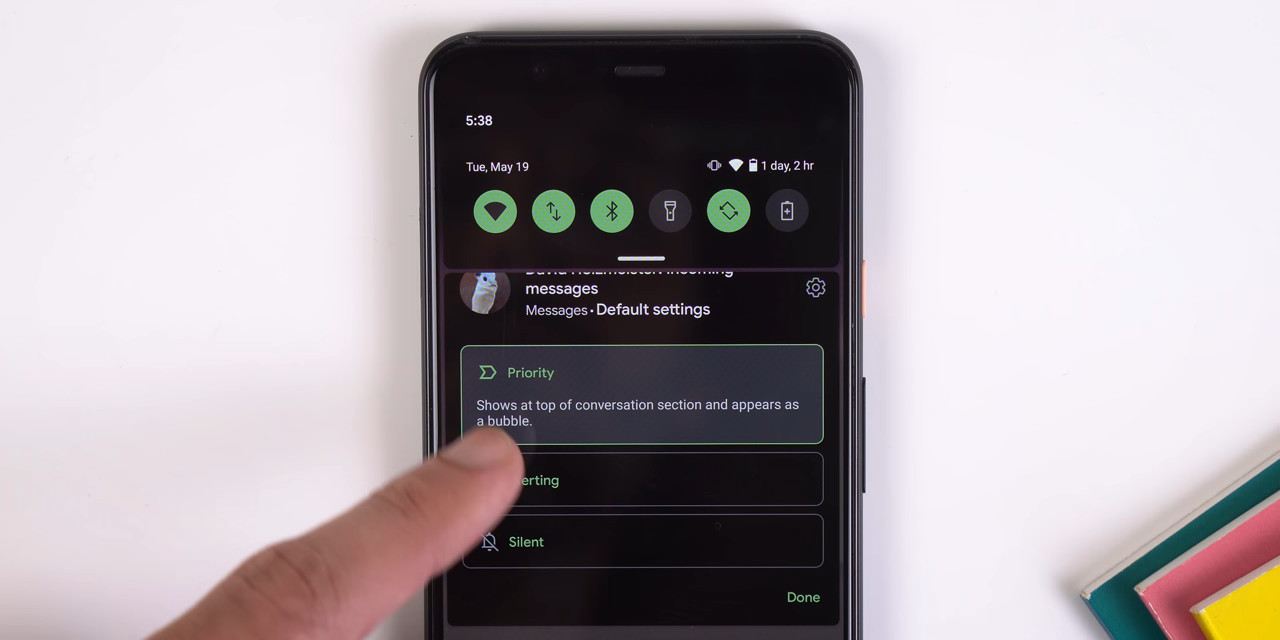 5:38
Tue, May 19
1 day, 2 hr
messages
Messages • Default settings
Priority
Shows at top of conversation section and appears as
a bubble.
Silent
Done